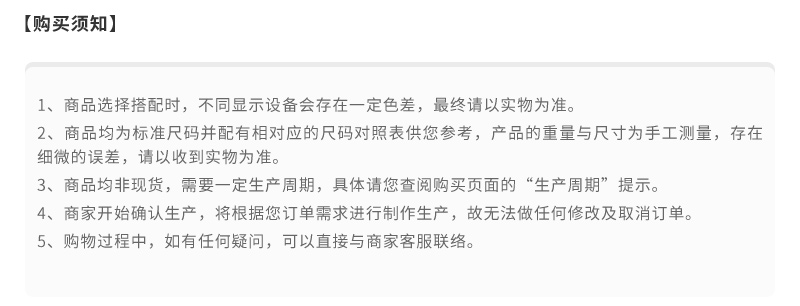 【购买须知】
1、商品选择搭配时，不同显示设备会存在一定色差，最终请以实物为准。
2、商品均为标准尺码并配有相对应的尺码对照表供您参考，产品的重量与尺寸为手工测量，存在
细微的误差，请以收到实物为准。
3、商品均非现货，需要一定生产周期，具体请您查阅购买页面的“生产周期”提示。
4、商家开始确认生产，将根据您订单需求进行制作生产，故无法做任何修改及取消订单。
5、购物过程中，如有任何疑问，可以直接与商家客服联络。